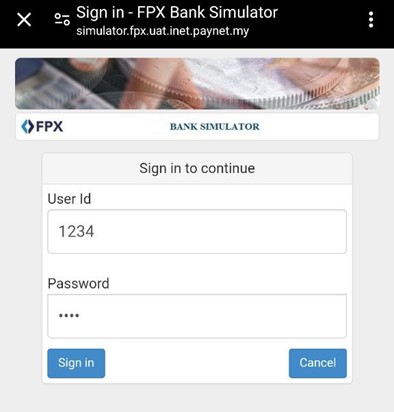 Sign in - FPX Bank Simulator
simulator.fpx.uat.inet.paynet.my
FPX BANK SIMULATOR
Sign in to continue
User Id
1234
Password
••••
Sign in Cancel